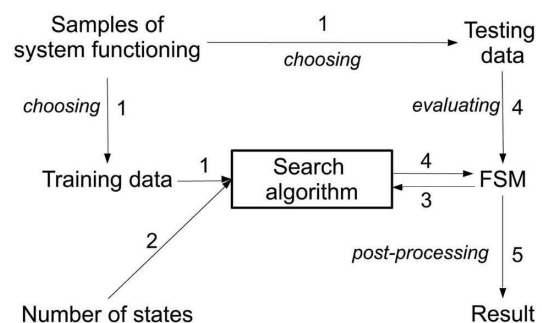 Samples of
system functioning
1
choosing
Testing
data
choosing
1
evaluating
4
Training data
1
Search
algorithm
4
3
FSM
2
post-processing
5
Number of states
Result